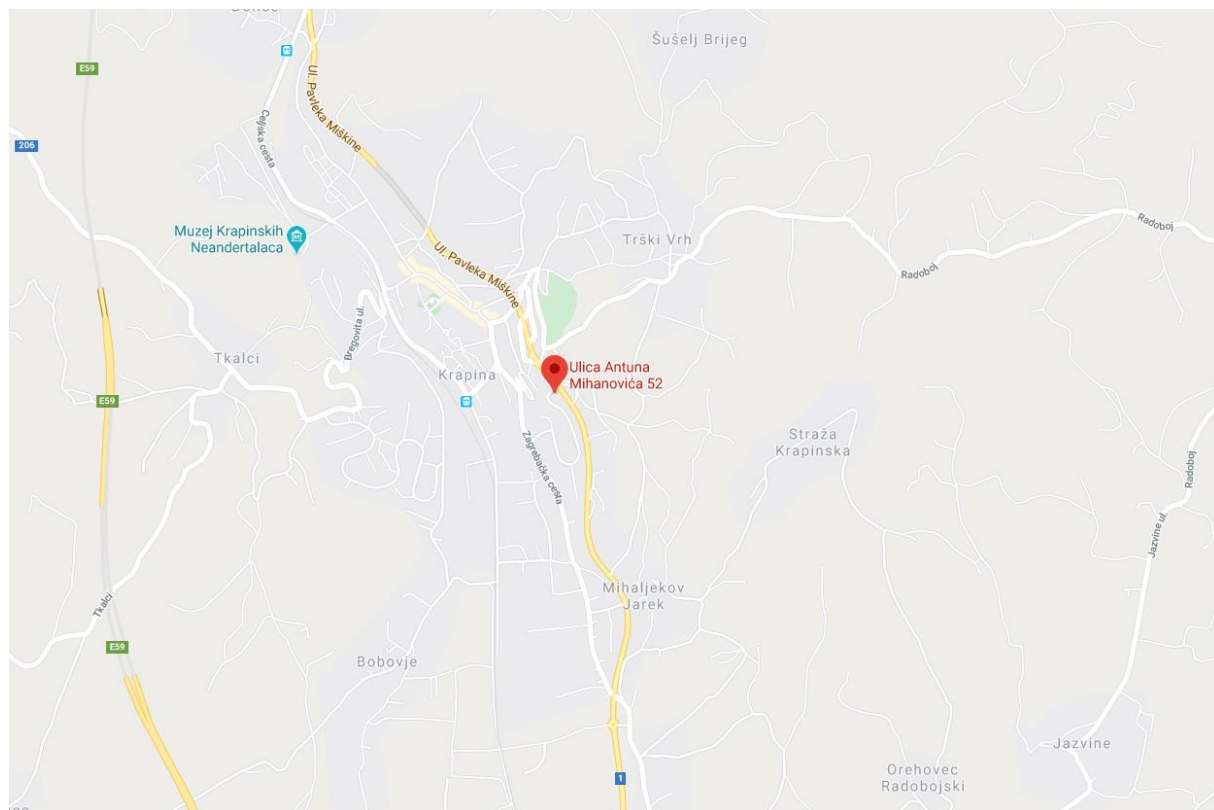 Šušelj Brijeg
E59
Ul. Pavleka Miškine
Celjska cesta
206
Muzej Krapinskih
Neandertalaca
Trški Vrh
Radoboj
Radoboj
Ul. Pavleka Miškine
Bregovita ul.
Tkalci
Krapina
Ulica Antuna
Mihanovića 52
E59
Straža
Krapinska
Zagrebačka cesta
Radoboj
Jazvine ul.
Mihaljekov
Jarek
Tkalci
E59
Bobovje
Jazvine
Orehovec
Radobojski
1